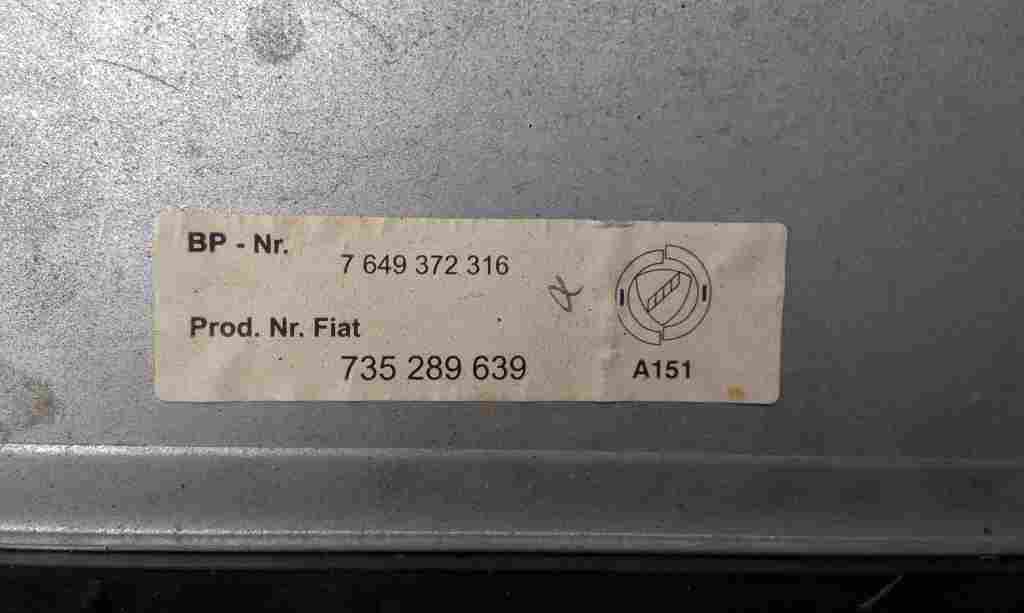 BP - Nr.
7 649 372 316
Prod. Nr. Fiat
735 289 639
A151